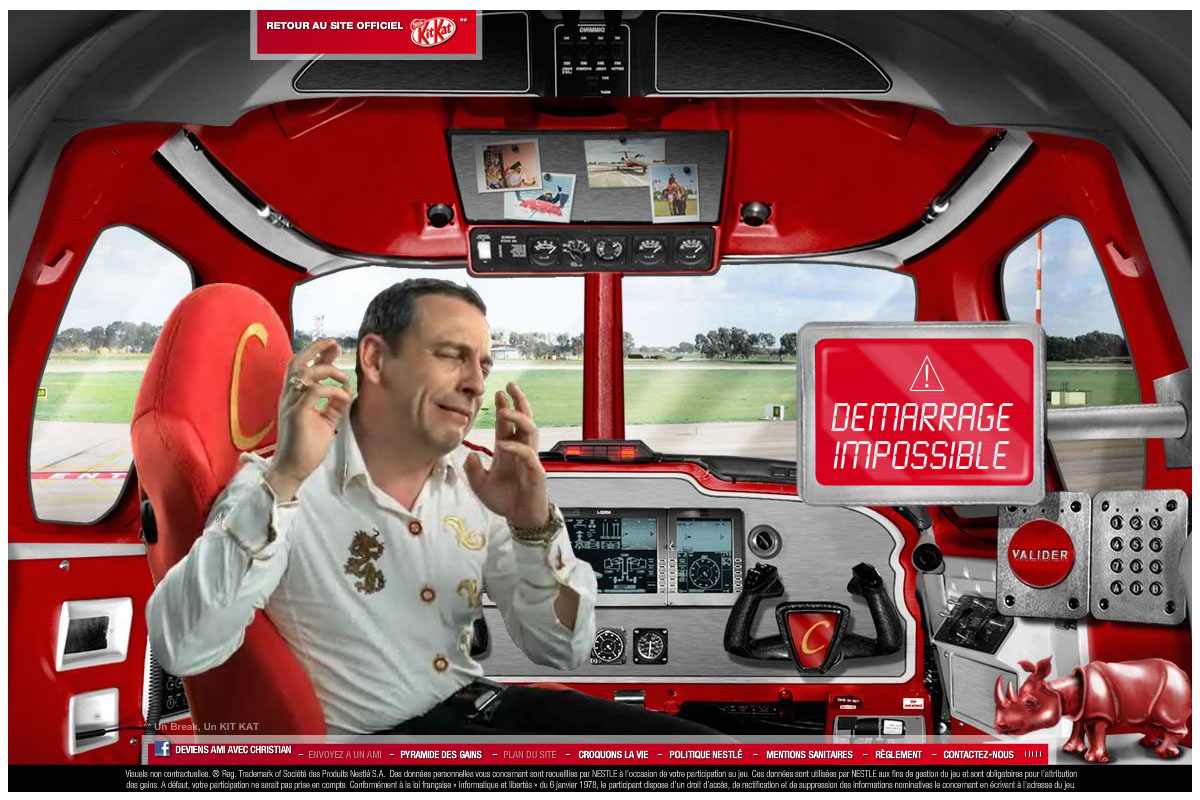 RETOUR AU SITE OFFICIEL
Nestlé
KitKat
C
DEMARRAGE
IMPOSSIBLE
VALIDER
1 2 3
4 5 6
7 8 9
C
Un Break, Un KIT KAT
f DEVIENS AMI AVEC CHRISTIAN – ENVOYEZ A UN AMI – PYRAMIDE DES GAINS – PLAN DU SITE – CROQUONS LA VIE – POLITIQUE NESTLÉ – MENTIONS SANITAIRES – RÈGLEMENT – CONTACTEZ-NOUS
Visuels non contractuelles. ® Reg. Trademark of Société des Produits Nestlé S.A. Des données personnelles vous concernant sont recueillies par NESTLE à l'occasion de votre participation au jeu. Ces données sont utilisées par NESTLE aux fins de gestion du jeu et sont obligatoires pour l'attribution
des gains. A défaut, votre participation ne serait pas prise en compte. Conformément à la loi française « informatique et libertés » du 6 janvier 1978, le participant dispose d'un droit d'accès, de rectification et de suppression des informations nominatives le concernant en écrivant à l'adresse du jeu.